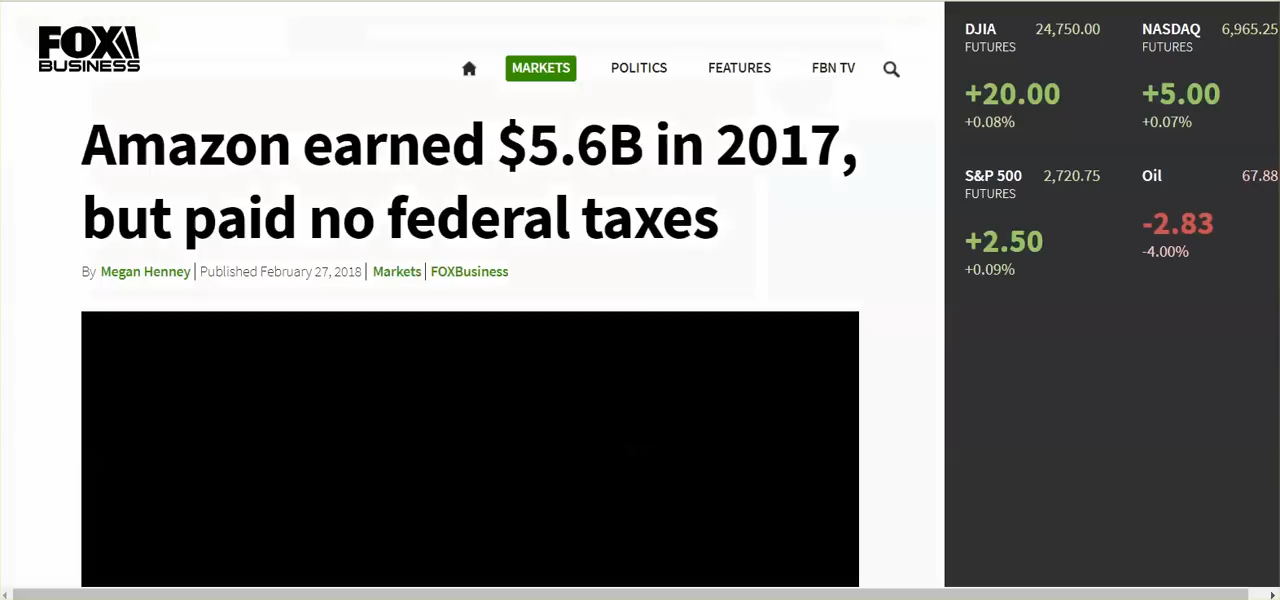 FOX
BUSINESS
MARKETS POLITICS FEATURES FBN TV
Amazon earned $5.6B in 2017,
but paid no federal taxes
By Megan Henney | Published February 27, 2018 | Markets | FOXBusiness
DJIA 24,750.00
FUTURES
+20.00
+0.08%
NASDAQ 6,965.25
FUTURES
+5.00
+0.07%
S&P 500 2,720.75
FUTURES
+2.50
+0.09%
Oil 67.88
-2.83
-4.00%